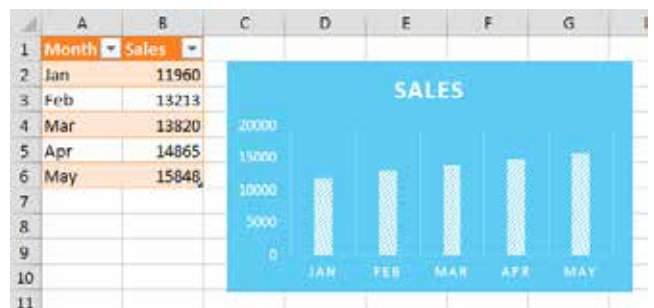 A B C D E F G
1 Month Sales
2 Jan 11960
3 Feb 13213
4 Mar 13820
5 Apr 14865
6 May 15848
7
8
9
10
11
SALES
20000
15000
10000
5000
0
JAN FEB MAR APR MAY